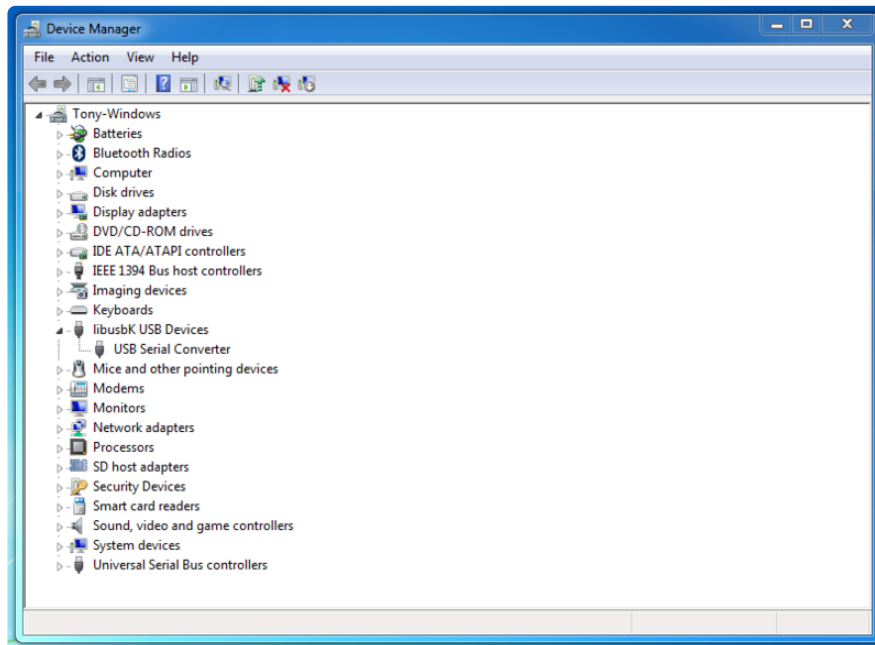 Device Manager
File Action View Help
Tony-Windows
Batteries
Bluetooth Radios
Computer
Disk drives
Display adapters
DVD/CD-ROM drives
IDE ATA/ATAPI controllers
IEEE 1394 Bus host controllers
Imaging devices
Keyboards
libusbK USB Devices
USB Serial Converter
Mice and other pointing devices
Modems
Monitors
Network adapters
Processors
SD host adapters
Security Devices
Smart card readers
Sound, video and game controllers
System devices
Universal Serial Bus controllers